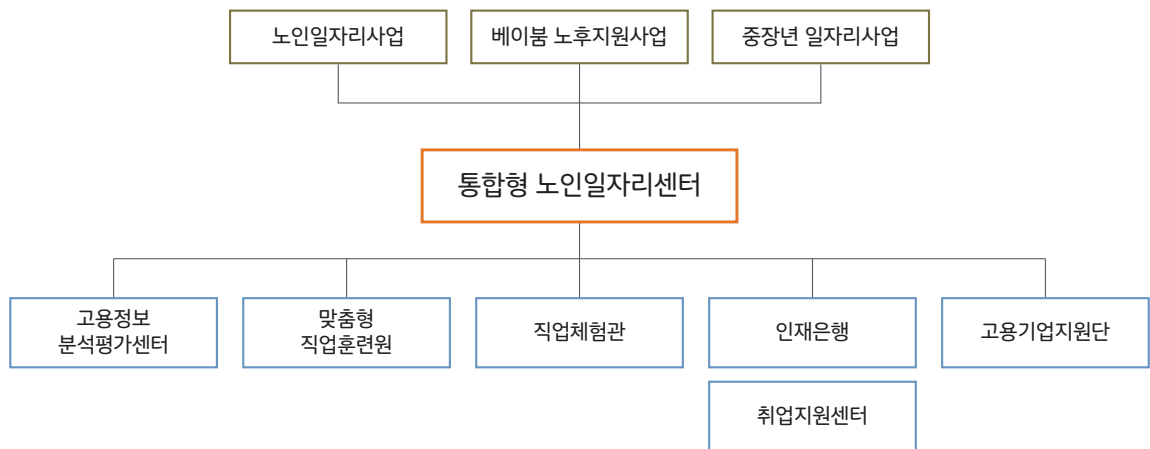 노인일자리사업
베이붐 노후지원사업
중장년 일자리사업
통합형 노인일자리센터
고용정보
분석평가센터
맞춤형
직업훈련원
직업체험관
인재은행
고용기업지원단
취업지원센터